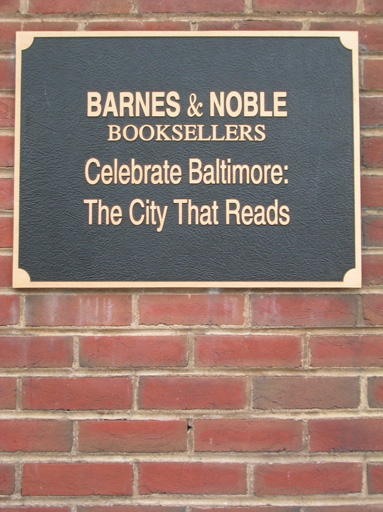 BARNES & NOBLE
BOOKSELLERS
Celebrate Baltimore:
The City That Reads